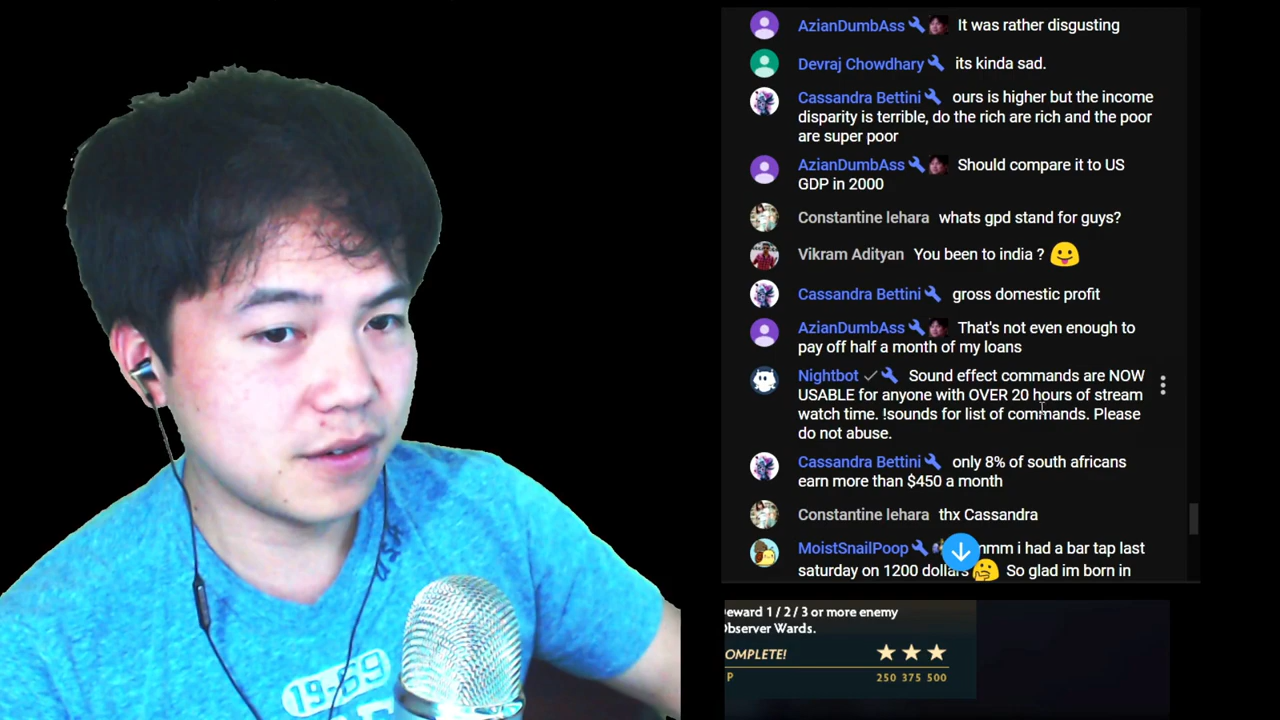 AzianDumbAss It was rather disgusting
Devraj Chowdhary its kinda sad.
Cassandra Bettini ours is higher but the income
disparity is terrible, do the rich are rich and the poor
are super poor
AzianDumbAss Should compare it to US
GDP in 2000
Constantine Iehara whats gpd stand for guys?
Vikram Adityan You been to india ?
Cassandra Bettini gross domestic profit
AzianDumbAss That's not even enough to
pay off half a month of my loans
Nightbot Sound effect commands are NOW
USABLE for anyone with OVER 20 hours of stream
watch time. !sounds for list of commands. Please
do not abuse.
Cassandra Bettini only 8% of south africans
earn more than $450 a month
Constantine Iehara thx Cassandra
MoistSnailPoop mmm i had a bar tap last
saturday on 1200 dollars So glad im born in
eward 1 / 2 / 3 or more enemy
Observer Wards.
OMPLETE!
P 250 375 500
USA
19-69